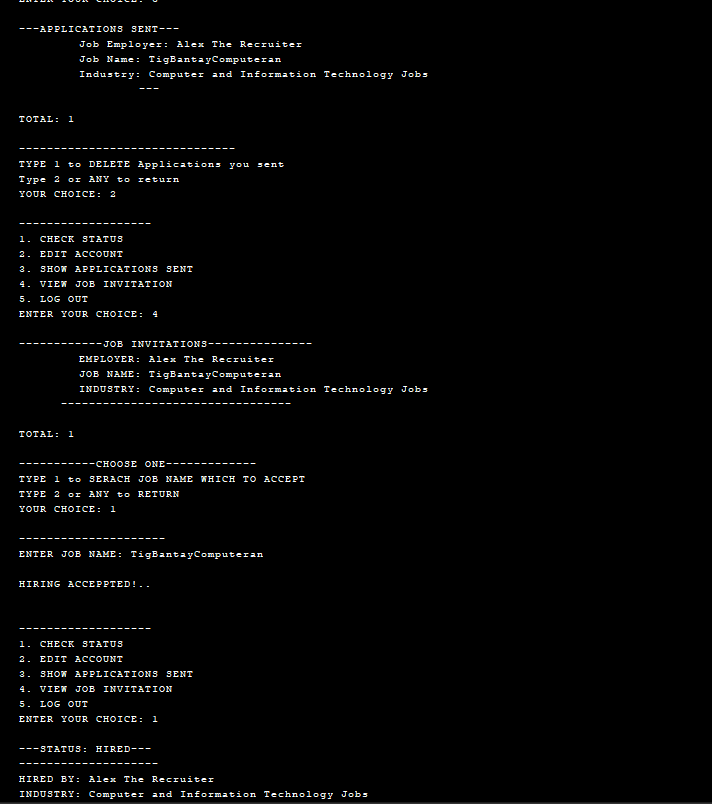 ENTER YOUR CHOICE: 3
---APPLICATIONS SENT---
Job Employer: Alex The Recruiter
Job Name: TigBantayComputeran
Industry: Computer and Information Technology Jobs
---
TOTAL: 1
-------------------------------
TYPE 1 to DELETE Applications you sent
Type 2 or ANY to return
YOUR CHOICE: 2
-------------------
1. CHECK STATUS
2. EDIT ACCOUNT
3. SHOW APPLICATIONS SENT
4. VIEW JOB INVITATION
5. LOG OUT
ENTER YOUR CHOICE: 4
------------JOB INVITATIONS---------------
EMPLOYER: Alex The Recruiter
JOB NAME: TigBantayComputeran
INDUSTRY: Computer and Information Technology Jobs
---------------------------------
TOTAL: 1
-----------CHOOSE ONE-------------
TYPE 1 to SERACH JOB NAME WHICH TO ACCEPT
TYPE 2 or ANY to RETURN
YOUR CHOICE: 1
---------------------
ENTER JOB NAME: TigBantayComputeran
HIRING ACCEPPTED!..
-------------------
1. CHECK STATUS
2. EDIT ACCOUNT
3. SHOW APPLICATIONS SENT
4. VIEW JOB INVITATION
5. LOG OUT
ENTER YOUR CHOICE: 1
---STATUS: HIRED---
--------------------
HIRED BY: Alex The Recruiter
INDUSTRY: Computer and Information Technology Jobs